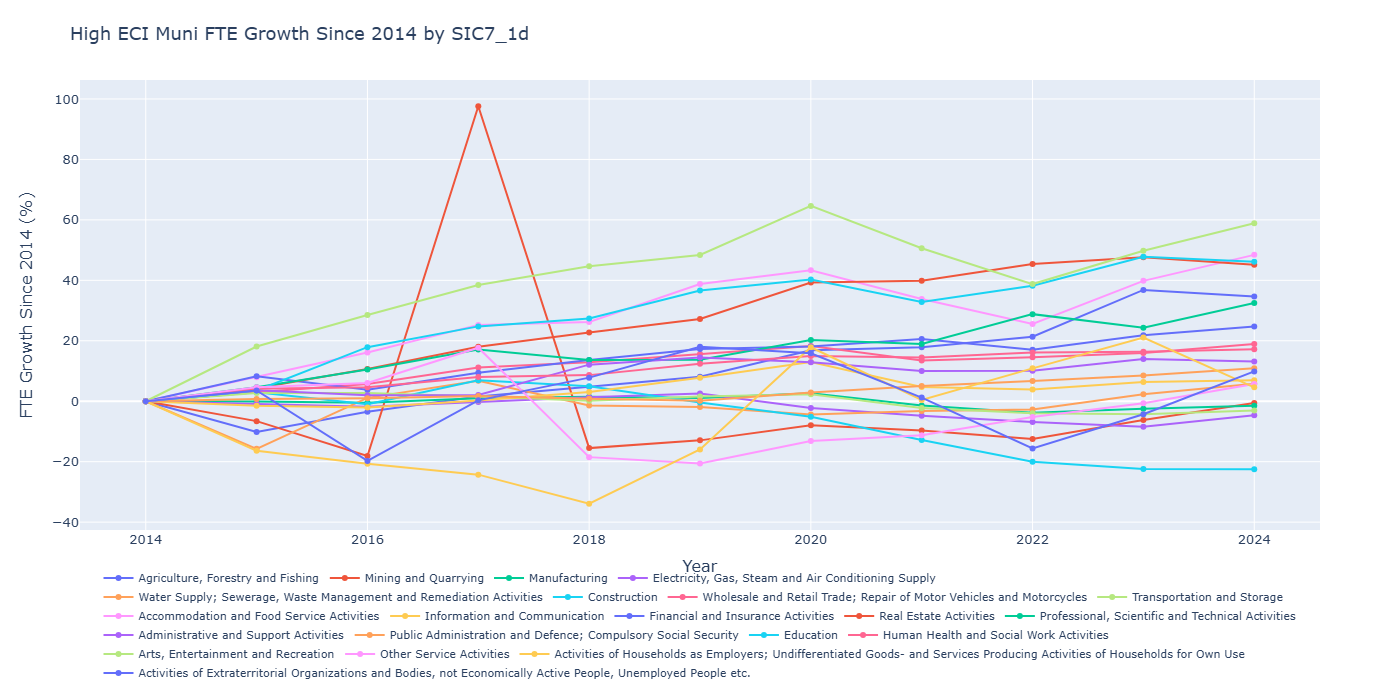 High ECI Muni FTE Growth Since 2014 by SIC7_1d
100
80
60
40
20
0
−20
−40
FTE Growth Since 2014 (%)
2014 2016 2018 2020 2022 2024
Year
Agriculture, Forestry and Fishing Mining and Quarrying Manufacturing Electricity, Gas, Steam and Air Conditioning Supply
Water Supply; Sewerage, Waste Management and Remediation Activities Construction Wholesale and Retail Trade; Repair of Motor Vehicles and Motorcycles Transportation and Storage
Accommodation and Food Service Activities Information and Communication Financial and Insurance Activities Real Estate Activities Professional, Scientific and Technical Activities
Administrative and Support Activities Public Administration and Defence; Compulsory Social Security Education Human Health and Social Work Activities
Arts, Entertainment and Recreation Other Service Activities Activities of Households as Employers; Undifferentiated Goods- and Services Producing Activities of Households for Own Use
Activities of Extraterritorial Organizations and Bodies, not Economically Active People, Unemployed People etc.